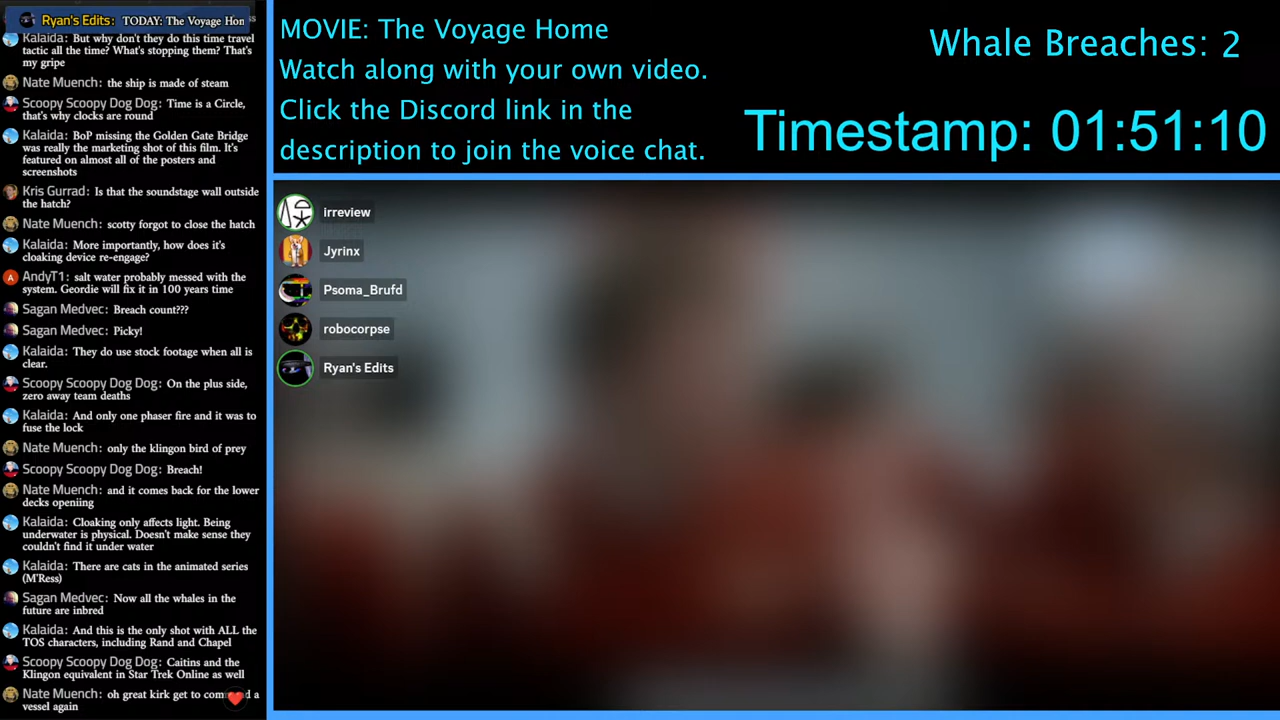 Ryan's Edits: TODAY: The Voyage Hon
Kalaida: But why don't they do this time travel
tactic all the time? What's stopping them? That's
my gripe
Nate Muench: the ship is made of steam
Scoopy Scoopy Dog Dog: Time is a Circle,
that's why clocks are round
Kalaida: BoP missing the Golden Gate Bridge
was really the marketing shot of this film. It's
featured on almost all of the posters and
screenshots
Kris Gurrad: Is that the soundstage wall outside
the hatch?
Nate Muench: scotty forgot to close the hatch
Kalaida: More importantly, how does it's
cloaking device re-engage?
A AndyT1: salt water probably messed with the
system. Geordie will fix it in 100 years time
Sagan Medvec: Breach count???
Sagan Medvec: Picky!
Kalaida: They do use stock footage when all is
clear.
Scoopy Scoopy Dog Dog: On the plus side,
zero away team deaths
Kalaida: And only one phaser fire and it was to
fuse the lock
Nate Muench: only the klingon bird of prey
Scoopy Scoopy Dog Dog: Breach!
Nate Muench: and it comes back for the lower
decks openiing
Kalaida: Cloaking only affects light. Being
underwater is physical. Doesn't make sense they
couldn't find it under water
Kalaida: There are cats in the animated series
(M'Ress)
Sagan Medvec: Now all the whales in the
future are inbred
Kalaida: And this is the only shot with ALL the
TOS characters, including Rand and Chapel
Scoopy Scoopy Dog Dog: Caitins and the
Klingon equivalent in Star Trek Online as well
Nate Muench: oh great kirk get to a
vessel again
MOVIE: The Voyage Home
Watch along with your own video.
Click the Discord link in the
description to join the voice chat.
Whale Breaches: 2
Timestamp: 01:51:10
irreview
Jyrinx
Psoma_Brufd
robocorpse
Ryan's Edits